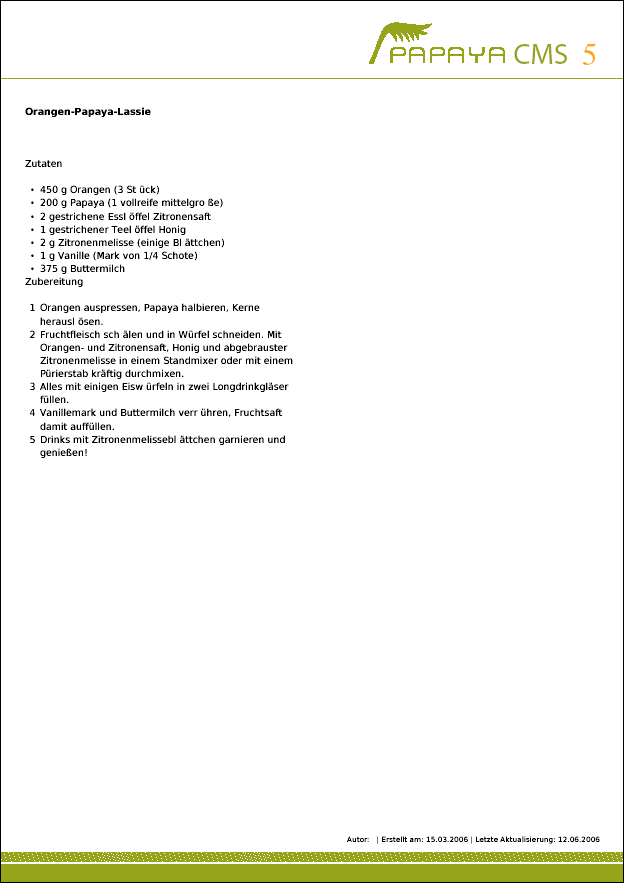 PAPAYA CMS 5
Orangen-Papaya-Lassie
Zutaten
• 450 g Orangen (3 St ück)
• 200 g Papaya (1 vollreife mittelgro ße)
• 2 gestrichene Essl öffel Zitronensaft
• 1 gestrichener Teel öffel Honig
• 2 g Zitronenmelisse (einige Bl ättchen)
• 1 g Vanille (Mark von 1/4 Schote)
• 375 g Buttermilch
Zubereitung
1 Orangen auspressen, Papaya halbieren, Kerne
herausl ösen.
2 Fruchtfleisch sch älen und in Würfel schneiden. Mit
Orangen- und Zitronensaft, Honig und abgebrauster
Zitronenmelisse in einem Standmixer oder mit einem
Pürierstab kräftig durchmixen.
3 Alles mit einigen Eisw ürfeln in zwei Longdrinkgläser
füllen.
4 Vanillemark und Buttermilch verr ühren, Fruchtsaft
damit auffüllen.
5 Drinks mit Zitronenmelissebl ättchen garnieren und
genießen!
Autor: | Erstellt am: 15.03.2006 | Letzte Aktualisierung: 12.06.2006